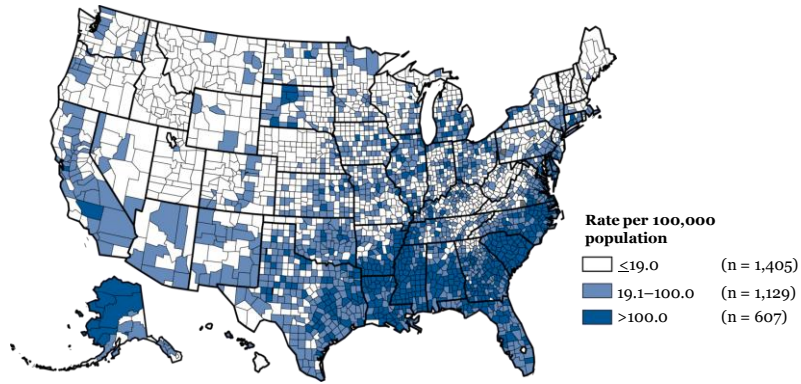 Rate per 100,000
population
≤19.0 (n = 1,405)
19.1–100.0 (n = 1,129)
>100.0 (n = 607)